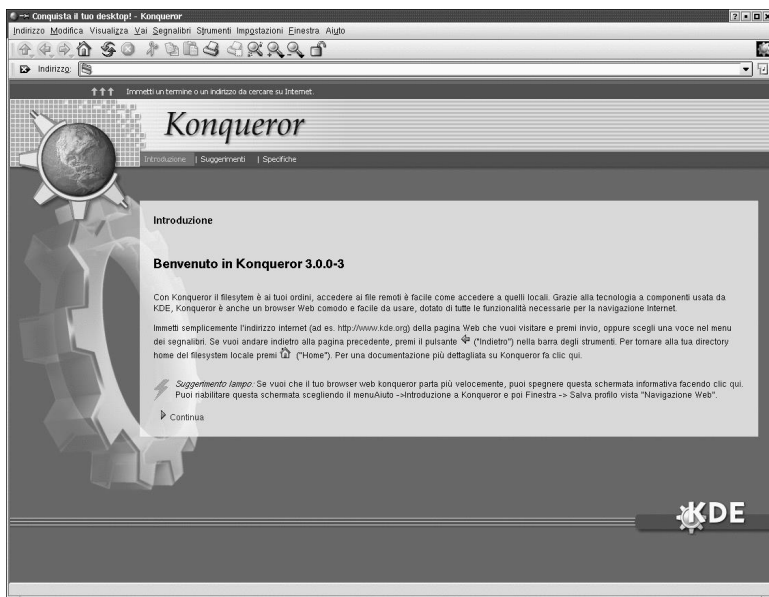 Conquista il tuo desktop! - Konqueror
Indirizzo Modifica Visualizza Vai Segnalibri Strumenti Impostazioni Finestra Aiuto
Indirizzo:
Immetti un termine o un indirizzo da cercare su Internet.
Konqueror
Introduzione | Suggerimenti | Specifiche
Introduzione
Benvenuto in Konqueror 3.0.0-3
Con Konqueror il filesytem è ai tuoi ordini, accedere ai file remoti è facile come accedere a quelli locali. Grazie alla tecnologia a componenti usata da
KDE, Konqueror è anche un browser Web comodo e facile da usare, dotato di tutte le funzionalità necessarie per la navigazione Internet.
Immetti semplicemente l'indirizzo internet (ad es. http://www.kde.org) della pagina Web che vuoi visitare e premi invio, oppure scegli una voce nel menu
dei segnalibri. Se vuoi andare indietro alla pagina precedente, premi il pulsante ("Indietro") nella barra degli strumenti. Per tornare alla tua directory
home del filesystem locale premi ("Home"). Per una documentazione più dettagliata su Konqueror fa clic qui.
Suggerimento lampo: Se vuoi che il tuo browser web konqueror parta più velocemente, puoi spegnere questa schermata informativa facendo clic qui.
Puoi riabilitare questa schermata scegliendo il menuAiuto ->Introduzione a Konqueror e poi Finestra -> Salva profilo vista "Navigazione Web".
Continua
KDE